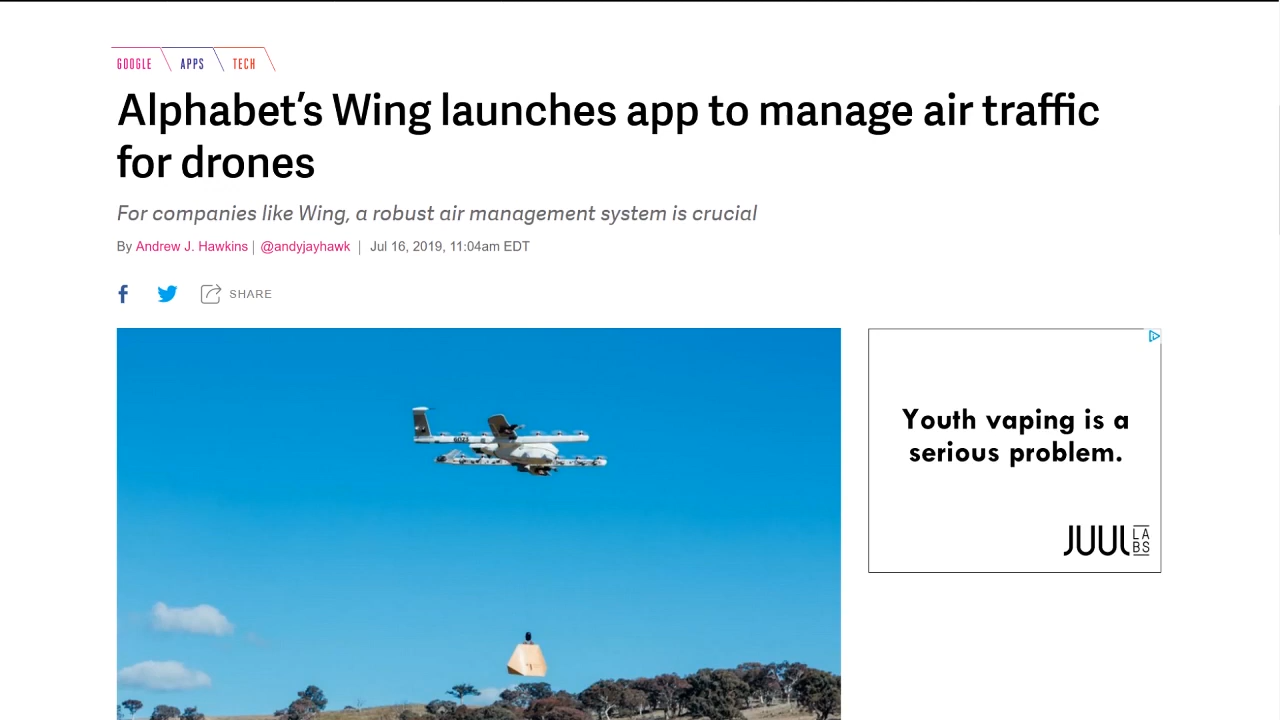 GOOGLE APPS TECH
Alphabet’s Wing launches app to manage air traffic
for drones
For companies like Wing, a robust air management system is crucial
By Andrew J. Hawkins | @andyjayhawk | Jul 16, 2019, 11:04am EDT
SHARE
6023
Youth vaping is a
serious problem.
JUUL LABS